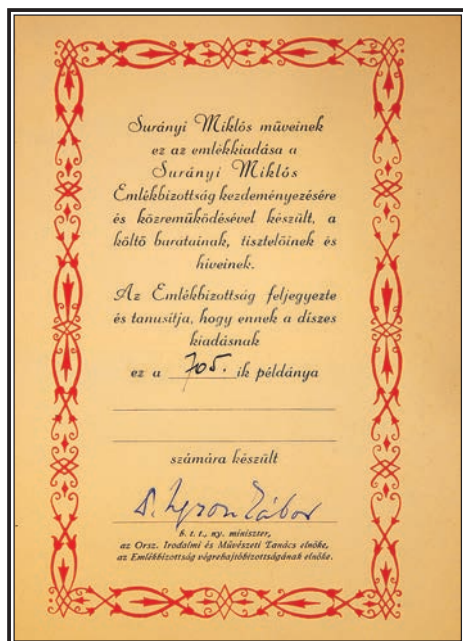 Surányi Miklós műveinek
ez az emlékkiadása a
Surányi Miklós
Emlékbizottság kezdeményezésére
és közreműködésével készült, a
költő barátainak, tisztelőinek és
híveinek.
Az Emlékbizottság feljegyezte
és tanusítja, hogy ennek a díszes
kiadásnak
ez a 705. ik példánya
számára készült
Tábor
b. t. t., ny. miniszter,
az Orsz. Irodalmi és Művészeti Tanács elnöke,
az Emlékbizottság végrehajtóbizottságának elnöke.